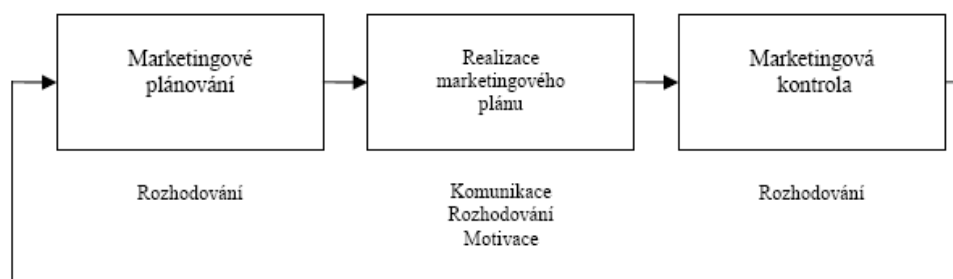 Marketingové
plánování
Realizace
marketingového
plánu
Marketingová
kontrola
Rozhodování
Komunikace
Rozhodování
Motivace
Rozhodování